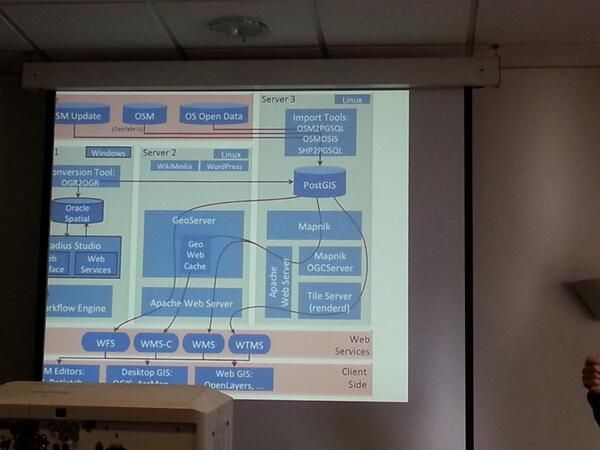 Server 3
Linux
SM Update
OSM
OS Open Data
(Geofabrik)
Import Tools:
OSM2PGSQL
OSMOSIS
SHP2PGSQL
1
Windows
Server 2
Linux
WikiMedia
WordPress
onversion Tool:
OGR2OGR
PostGIS
Oracle
Spatial
GeoServer
Mapnik
adius Studio
Web
Services
Geo
Web
Cache
Apache
Web Server
Mapnik
OGCServer
orkflow Engine
Apache Web Server
Tile Server
(renderd)
WFS
WMS-C
WMS
WTMS
Web
Services
M Editors:
Desktop GIS:
QGIS, ArcMap
Web GIS:
OpenLayers, ...
Client
Side